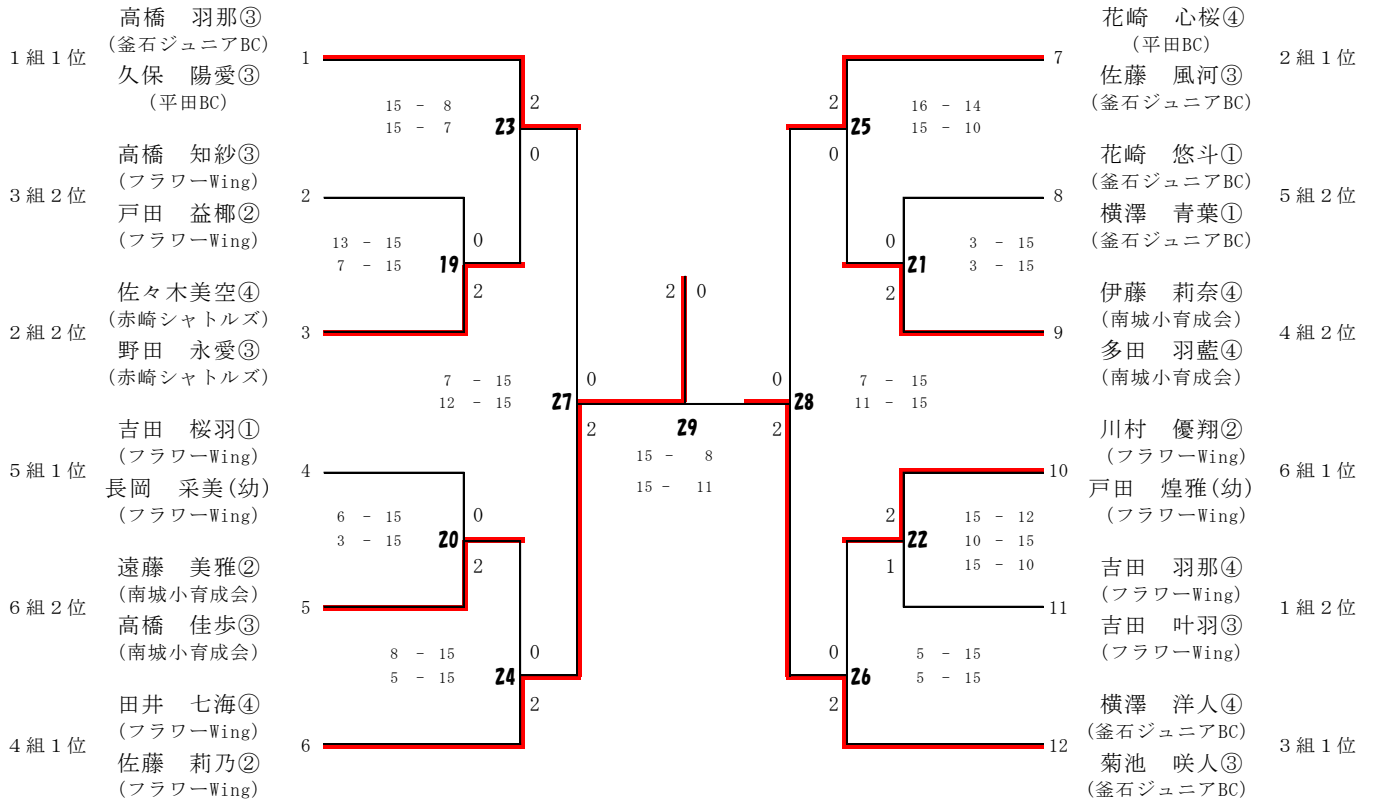 高橋　羽那③
(釜石ジュニアBC)
1組1位
1
久保　陽愛③
(平田BC)
15 - 8
15 - 7
23
2
0
高橋　知紗③
(フラワーWing)
3組2位
2
戸田　益椰②
(フラワーWing)
13 - 15
7 - 15
19
0
2
佐々木美空④
(赤崎シャトルズ)
2組2位
3
野田　永愛③
(赤崎シャトルズ)
7 - 15
12 - 15
27
0
2
吉田　桜羽①
(フラワーWing)
5組1位
4
長岡　采美(幼)
(フラワーWing)
6 - 15
3 - 15
20
0
2
遠藤　美雅②
(南城小育成会)
6組2位
5
高橋　佳歩③
(南城小育成会)
8 - 15
5 - 15
24
0
2
田井　七海④
(フラワーWing)
4組1位
6
佐藤　莉乃②
(フラワーWing)
2 0
29
15 - 8
15 - 11
花崎　心桜④
(平田BC)
7
2組1位
佐藤　風河③
(釜石ジュニアBC)
2
0
25
16 - 14
15 - 10
花崎　悠斗①
(釜石ジュニアBC)
8
5組2位
横澤　青葉①
(釜石ジュニアBC)
0
2
21
3 - 15
3 - 15
伊藤　莉奈④
(南城小育成会)
9
4組2位
多田　羽藍④
(南城小育成会)
0
2
28
7 - 15
11 - 15
川村　優翔②
(フラワーWing)
10
6組1位
戸田　煌雅(幼)
(フラワーWing)
2
1
22
15 - 12
10 - 15
15 - 10
吉田　羽那④
(フラワーWing)
11
1組2位
吉田　叶羽③
(フラワーWing)
0
2
26
5 - 15
5 - 15
横澤　洋人④
(釜石ジュニアBC)
12
3組1位
菊池　咲人③
(釜石ジュニアBC)